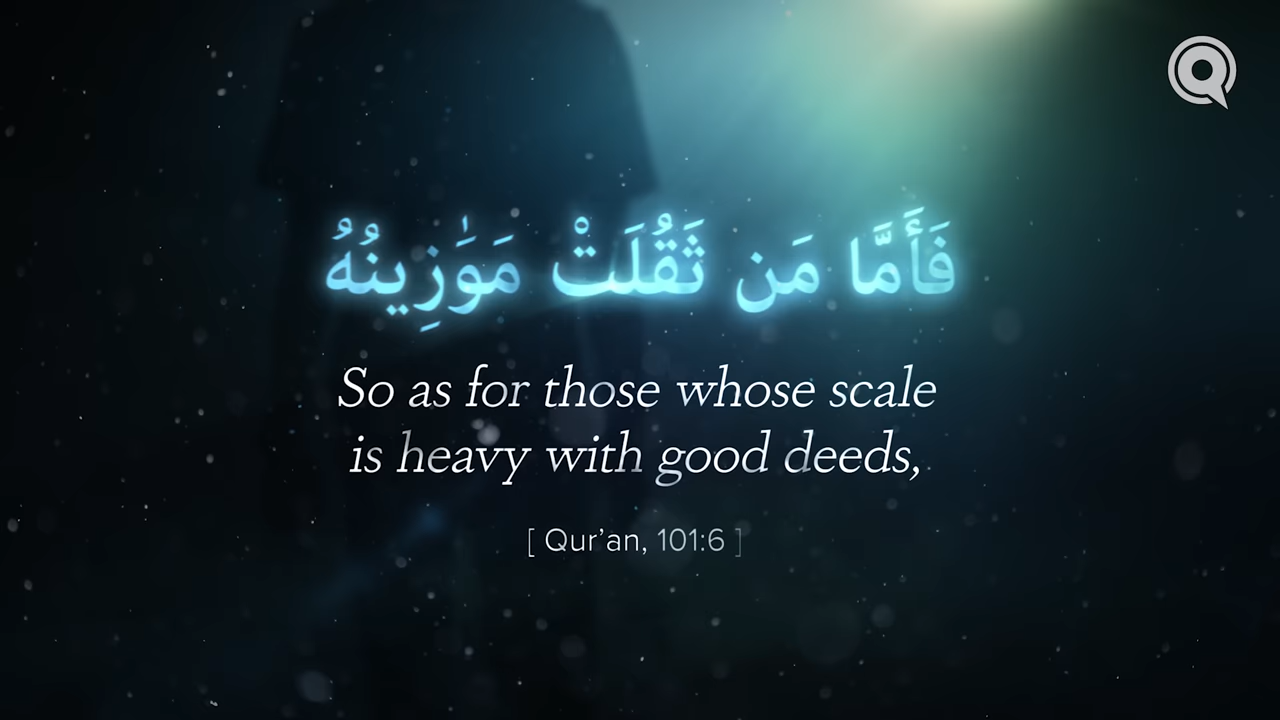 فَأَمَّا مَن ثَقُلَتْ مَوَٰزِينُهُ
So as for those whose scale
is heavy with good deeds,
[ Qur’an, 101:6 ]